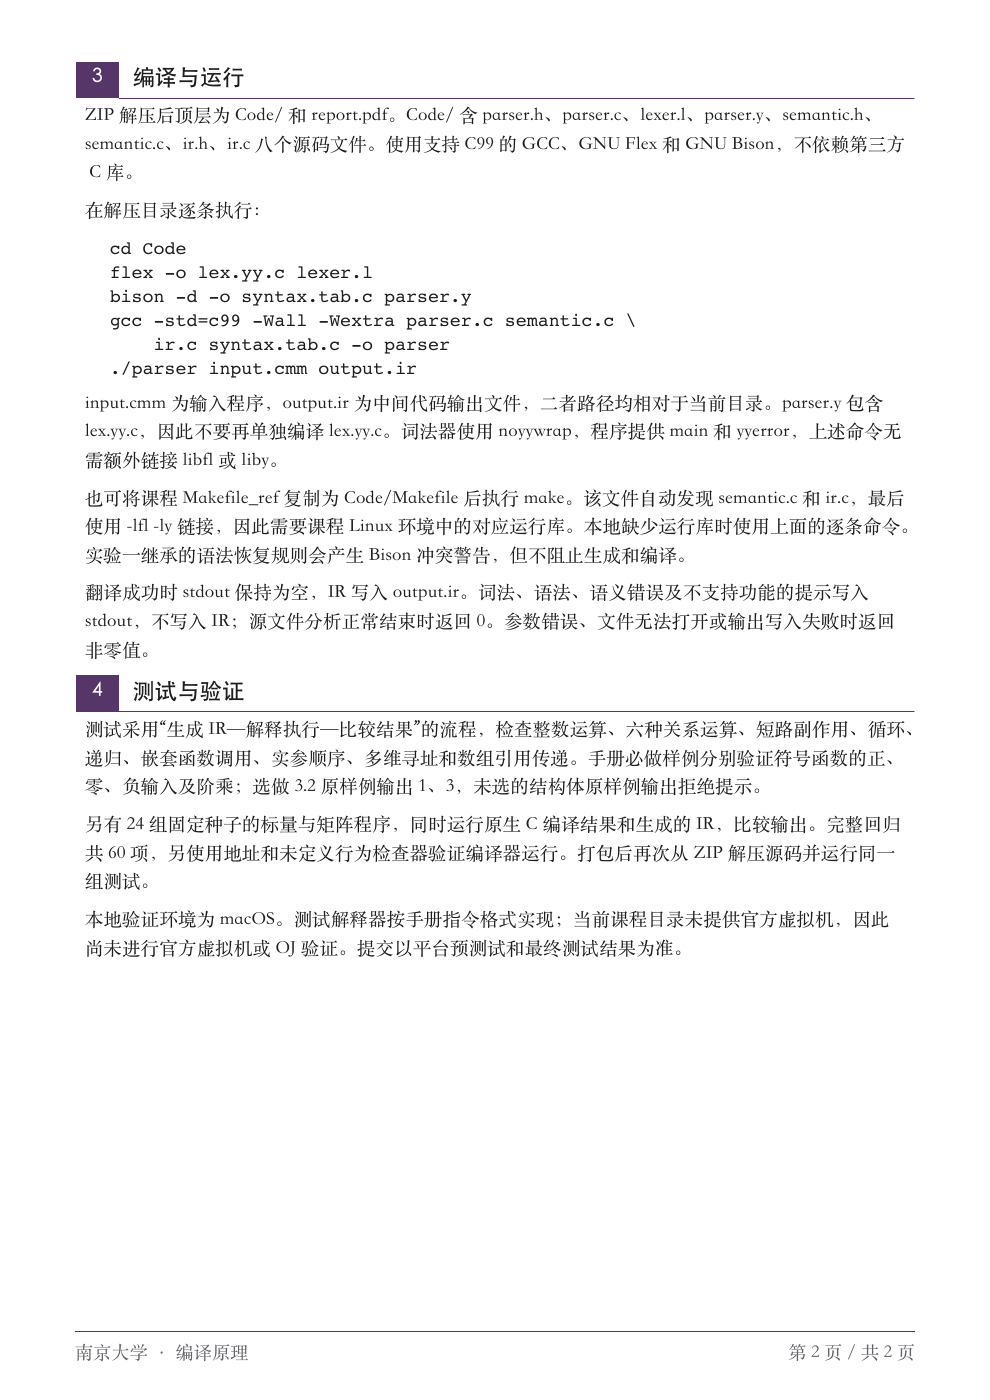 3 编译与运行
ZIP 解压后顶层为 Code/ 和 report.pdf。Code/ 含 parser.h、parser.c、lexer.l、parser.y、semantic.h、
semantic.c、ir.h、ir.c 八个源码文件。使用支持 C99 的 GCC、GNU Flex 和 GNU Bison，不依赖第三方
C 库。
在解压目录逐条执行：
cd Code
flex -o lex.yy.c lexer.l
bison -d -o syntax.tab.c parser.y
gcc -std=c99 -Wall -Wextra parser.c semantic.c \
    ir.c syntax.tab.c -o parser
./parser input.cmm output.ir
input.cmm 为输入程序，output.ir 为中间代码输出文件，二者路径均相对于当前目录。parser.y 包含
lex.yy.c，因此不要再单独编译 lex.yy.c。词法器使用 noyywrap，程序提供 main 和 yyerror，上述命令无
需额外链接 libfl 或 liby。
也可将课程 Makefile_ref 复制为 Code/Makefile 后执行 make。该文件自动发现 semantic.c 和 ir.c，最后
使用 -lfl -ly 链接，因此需要课程 Linux 环境中的对应运行库。本地缺少运行库时使用上面的逐条命令。
实验一继承的语法恢复规则会产生 Bison 冲突警告，但不阻止生成和编译。
翻译成功时 stdout 保持为空，IR 写入 output.ir。词法、语法、语义错误及不支持功能的提示写入
stdout，不写入 IR；源文件分析正常结束时返回 0。参数错误、文件无法打开或输出写入失败时返回
非零值。
4 测试与验证
测试采用“生成 IR—解释执行—比较结果”的流程，检查整数运算、六种关系运算、短路副作用、循环、
递归、嵌套函数调用、实参顺序、多维寻址和数组引用传递。手册必做样例分别验证符号函数的正、
零、负输入及阶乘；选做 3.2 原样例输出 1、3，未选的结构体原样例输出拒绝提示。
另有 24 组固定种子的标量与矩阵程序，同时运行原生 C 编译结果和生成的 IR，比较输出。完整回归
共 60 项，另使用地址和未定义行为检查器验证编译器运行。打包后再次从 ZIP 解压源码并运行同一
组测试。
本地验证环境为 macOS。测试解释器按手册指令格式实现；当前课程目录未提供官方虚拟机，因此
尚未进行官方虚拟机或 OJ 验证。提交以平台预测试和最终测试结果为准。
南京大学 · 编译原理
第 2 页 / 共 2 页